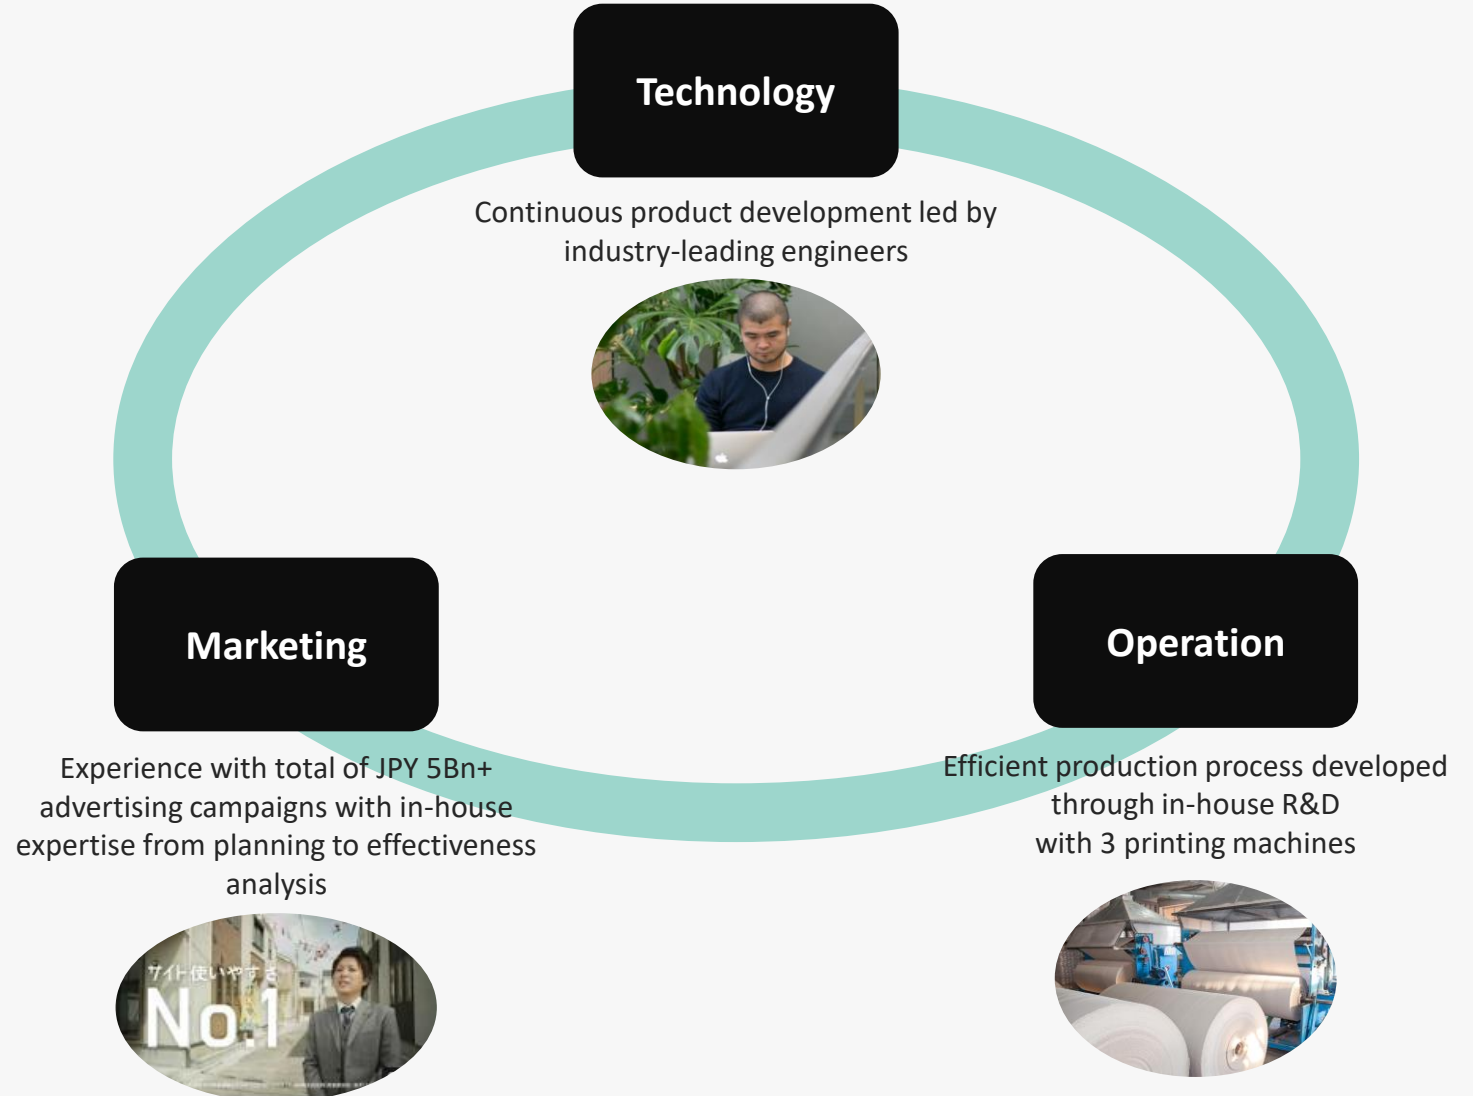 Technology
Continuous product development led by
industry-leading engineers
Marketing
Experience with total of JPY 5Bn+
advertising campaigns with in-house
expertise from planning to effectiveness
analysis
サイト使いやすさ
No.1
Operation
Efficient production process developed
through in-house R&D
with 3 printing machines